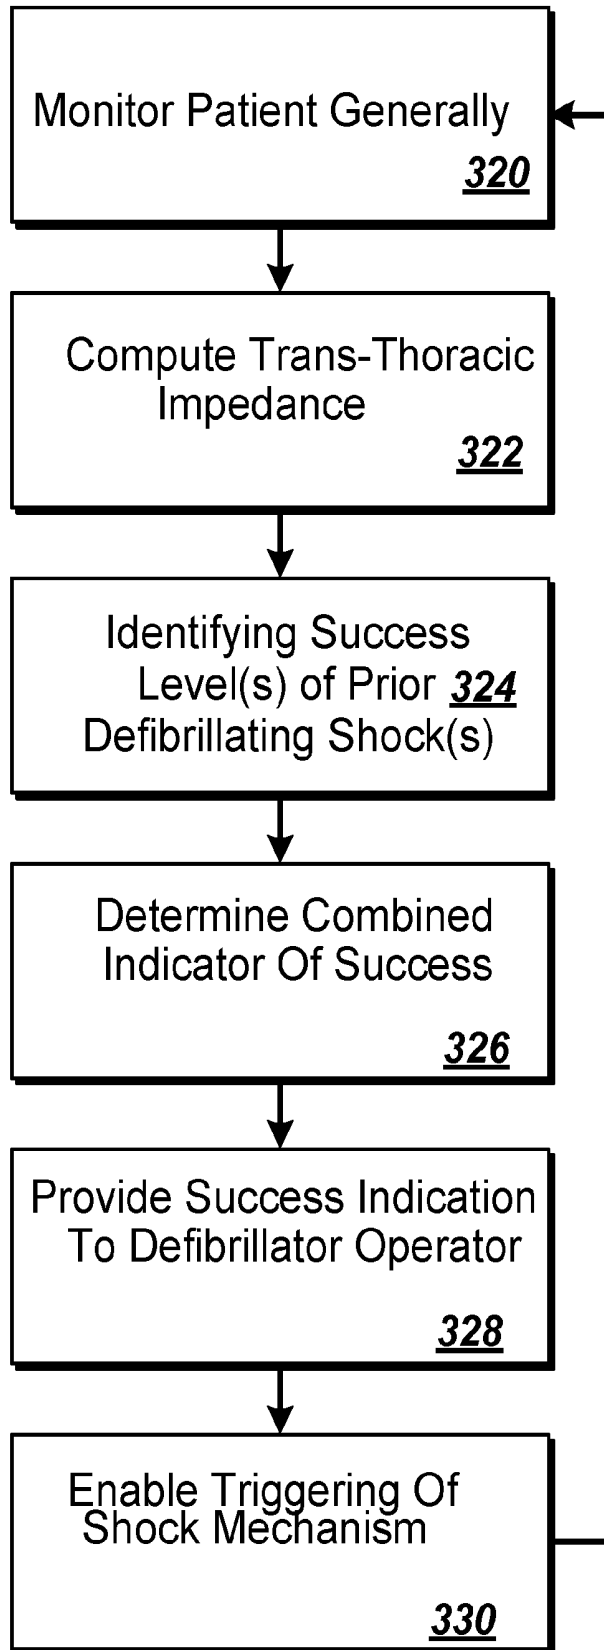 Monitor Patient Generally
320
Compute Trans-Thoracic
Impedance
322
Identifying Success
Level(s) of Prior 324
Defibrillating Shock(s)
Determine Combined
Indicator Of Success
326
Provide Success Indication
To Defibrillator Operator
328
Enable Triggering Of
Shock Mechanism
330